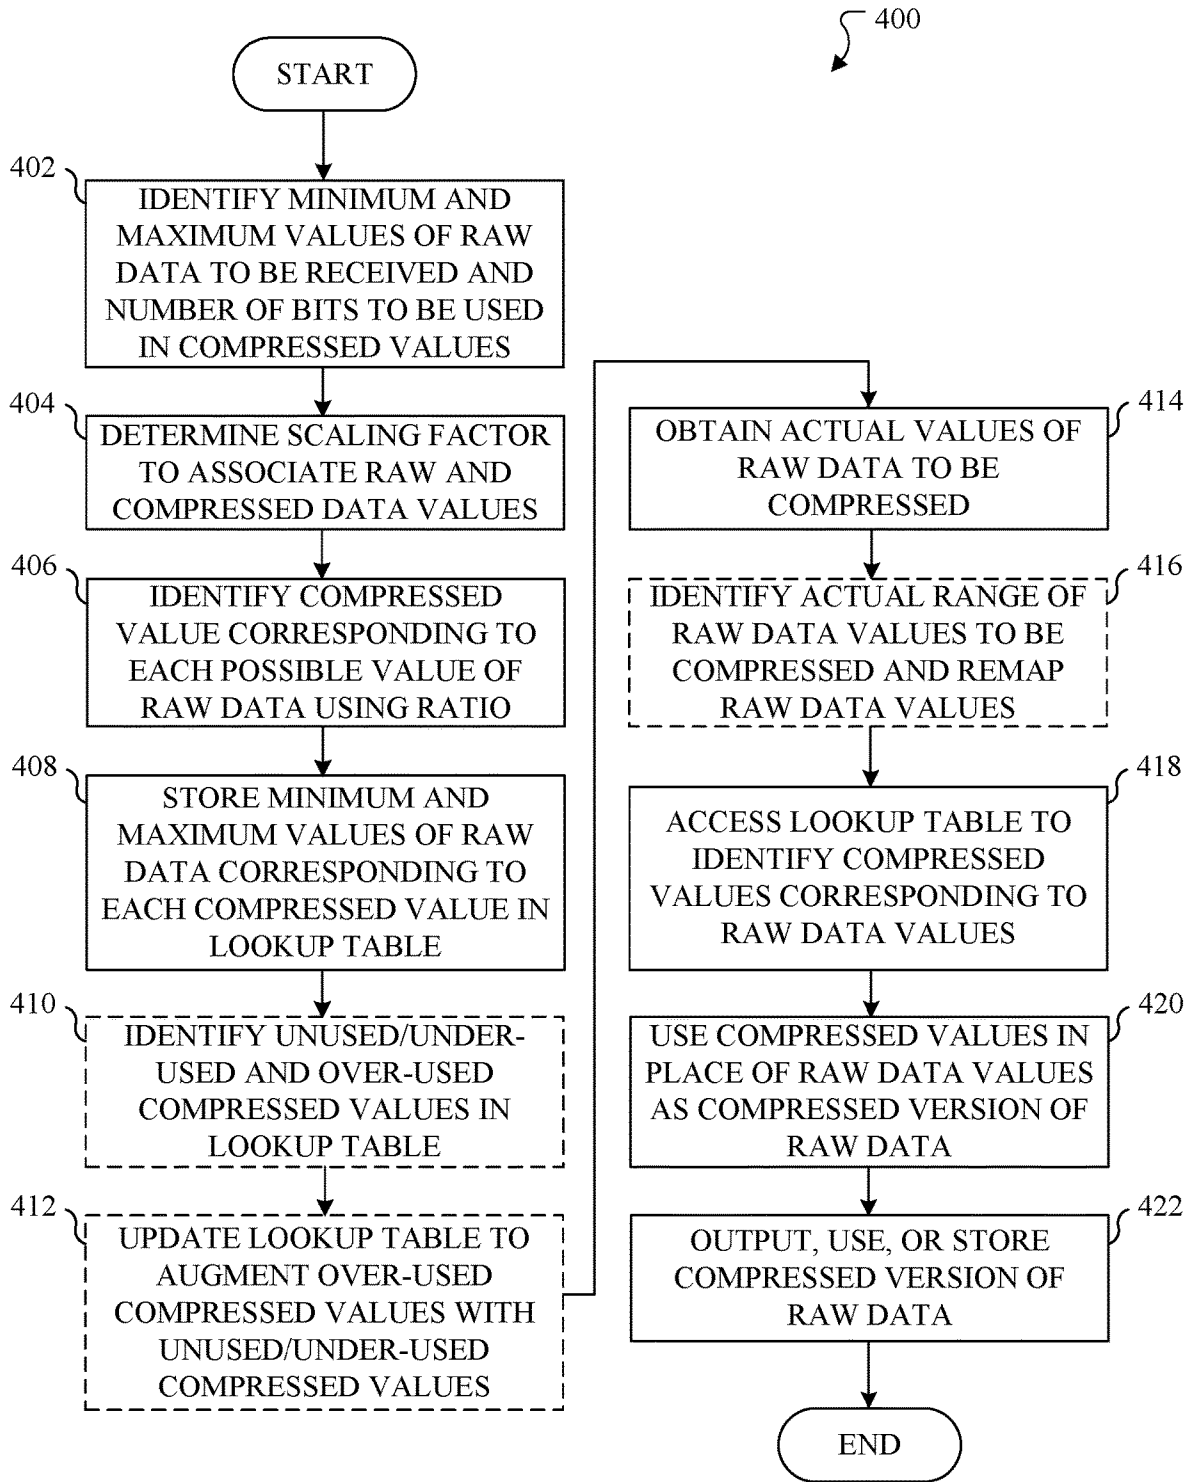 400
START
402
IDENTIFY MINIMUM AND
MAXIMUM VALUES OF RAW
DATA TO BE RECEIVED AND
NUMBER OF BITS TO BE USED
IN COMPRESSED VALUES
404
DETERMINE SCALING FACTOR
TO ASSOCIATE RAW AND
COMPRESSED DATA VALUES
406
IDENTIFY COMPRESSED
VALUE CORRESPONDING TO
EACH POSSIBLE VALUE OF
RAW DATA USING RATIO
408
STORE MINIMUM AND
MAXIMUM VALUES OF RAW
DATA CORRESPONDING TO
EACH COMPRESSED VALUE IN
LOOKUP TABLE
410
IDENTIFY UNUSED/UNDER-
USED AND OVER-USED
COMPRESSED VALUES IN
LOOKUP TABLE
412
UPDATE LOOKUP TABLE TO
AUGMENT OVER-USED
COMPRESSED VALUES WITH
UNUSED/UNDER-USED
COMPRESSED VALUES
414
OBTAIN ACTUAL VALUES OF
RAW DATA TO BE
COMPRESSED
416
IDENTIFY ACTUAL RANGE OF
RAW DATA VALUES TO BE
COMPRESSED AND REMAP
RAW DATA VALUES
418
ACCESS LOOKUP TABLE TO
IDENTIFY COMPRESSED
VALUES CORRESPONDING TO
RAW DATA VALUES
420
USE COMPRESSED VALUES IN
PLACE OF RAW DATA VALUES
AS COMPRESSED VERSION OF
RAW DATA
422
OUTPUT, USE, OR STORE
COMPRESSED VERSION OF
RAW DATA
END